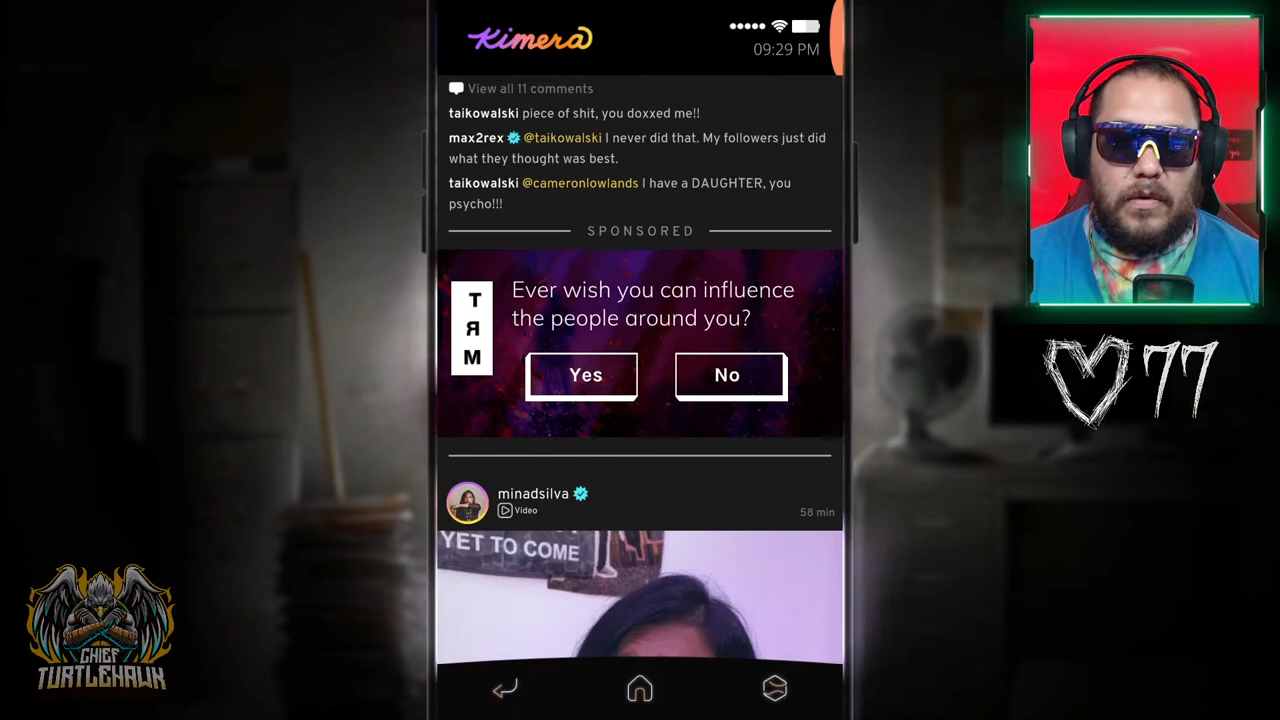 Kimera
09:29 PM
View all 11 comments
taikowalski piece of shit, you doxxed me!!
max2rex @taikowalski I never did that. My followers just did
what they thought was best.
taikowalski @cameronlowlands I have a DAUGHTER, you
psycho!!!
SPONSORED
T
Я
M
Ever wish you can influence
the people around you?
Yes
No
minadsilva
Video
58 min
YET TO COME
77
CHIEF
TURTLEHAWK